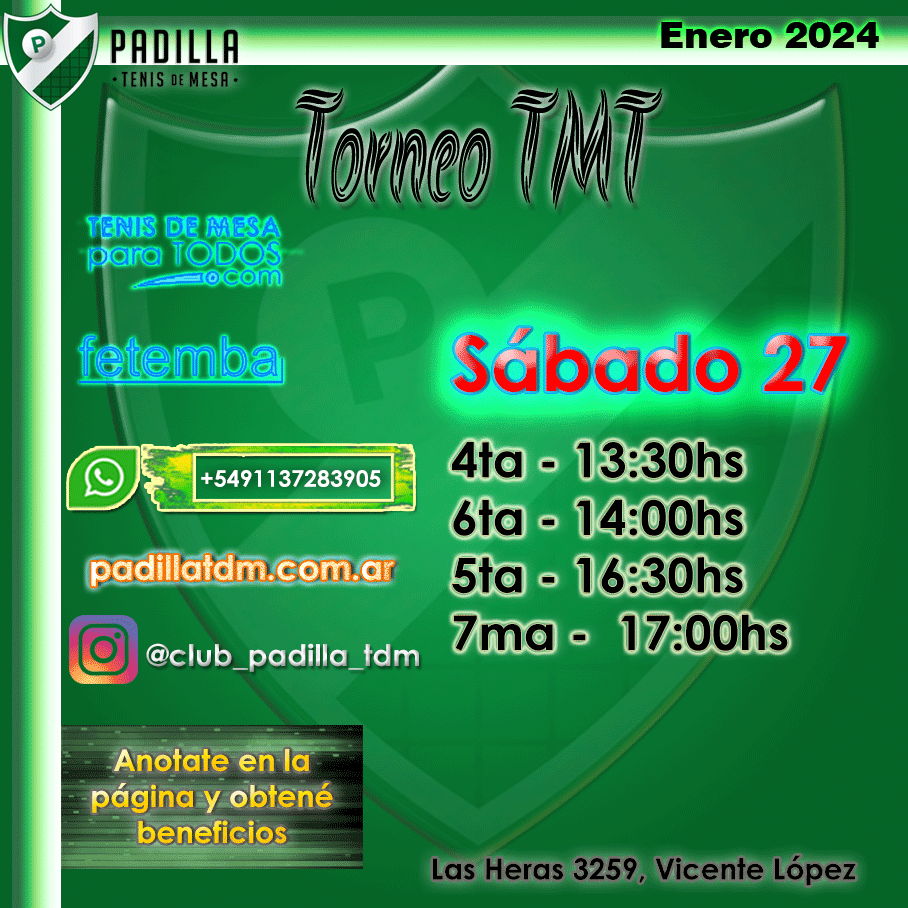 P
PADILLA
·TENIS DE MESA·
Enero 2024
Torneo TMT
TENIS DE MESA
para TODOS
.com
fetemba
Sábado 27
4ta - 13:30hs
6ta - 14:00hs
5ta - 16:30hs
7ma - 17:00hs
+5491137283905
padillatdm.com.ar
@club_padilla_tdm
Anotate en la
página y obtené
beneficios
Las Heras 3259, Vicente López
P